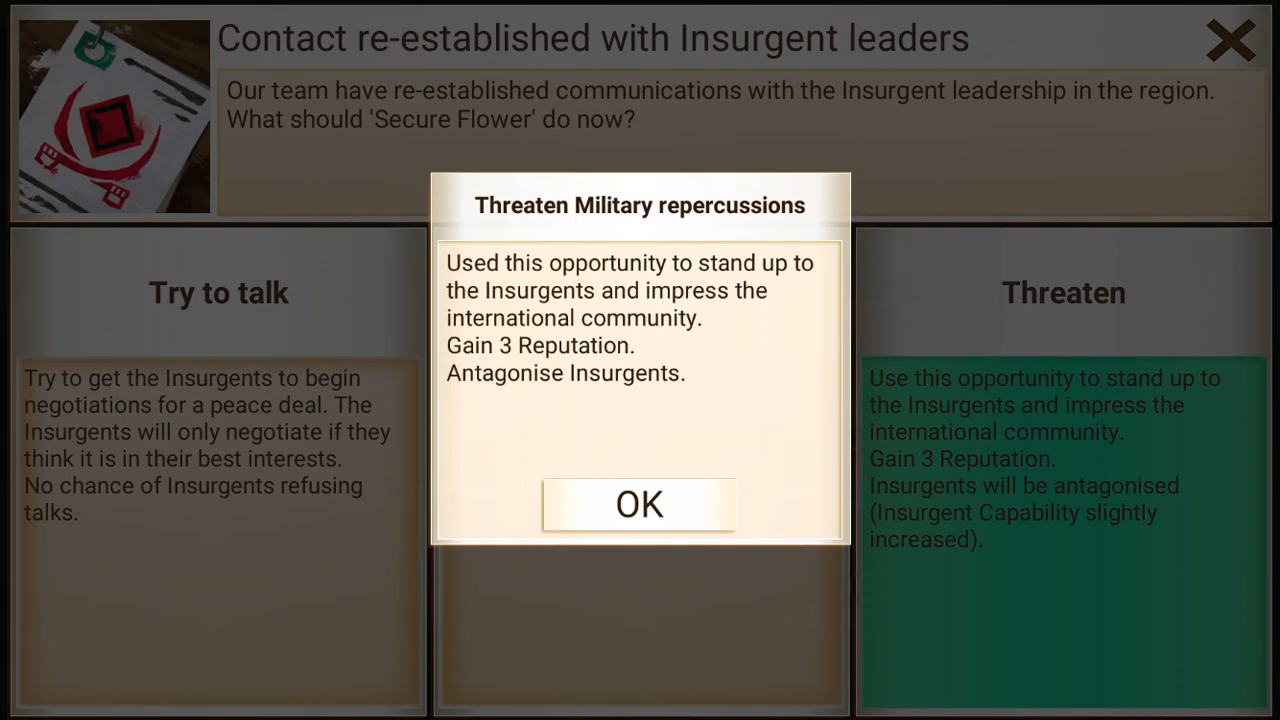 Contact re-established with Insurgent leaders
Our team have re-established communications with the Insurgent leadership in the region.
What should 'Secure Flower' do now?
Threaten Military repercussions
Used this opportunity to stand up to
the Insurgents and impress the
international community.
Gain 3 Reputation.
Antagonise Insurgents.
OK
Try to talk
Try to get the Insurgents to begin
negotiations for a peace deal. The
Insurgents will only negotiate if they
think it is in their best interests.
No chance of Insurgents refusing
talks.
Threaten
Use this opportunity to stand up to
the Insurgents and impress the
international community.
Gain 3 Reputation.
Insurgents will be antagonised
(Insurgent Capability slightly
increased).